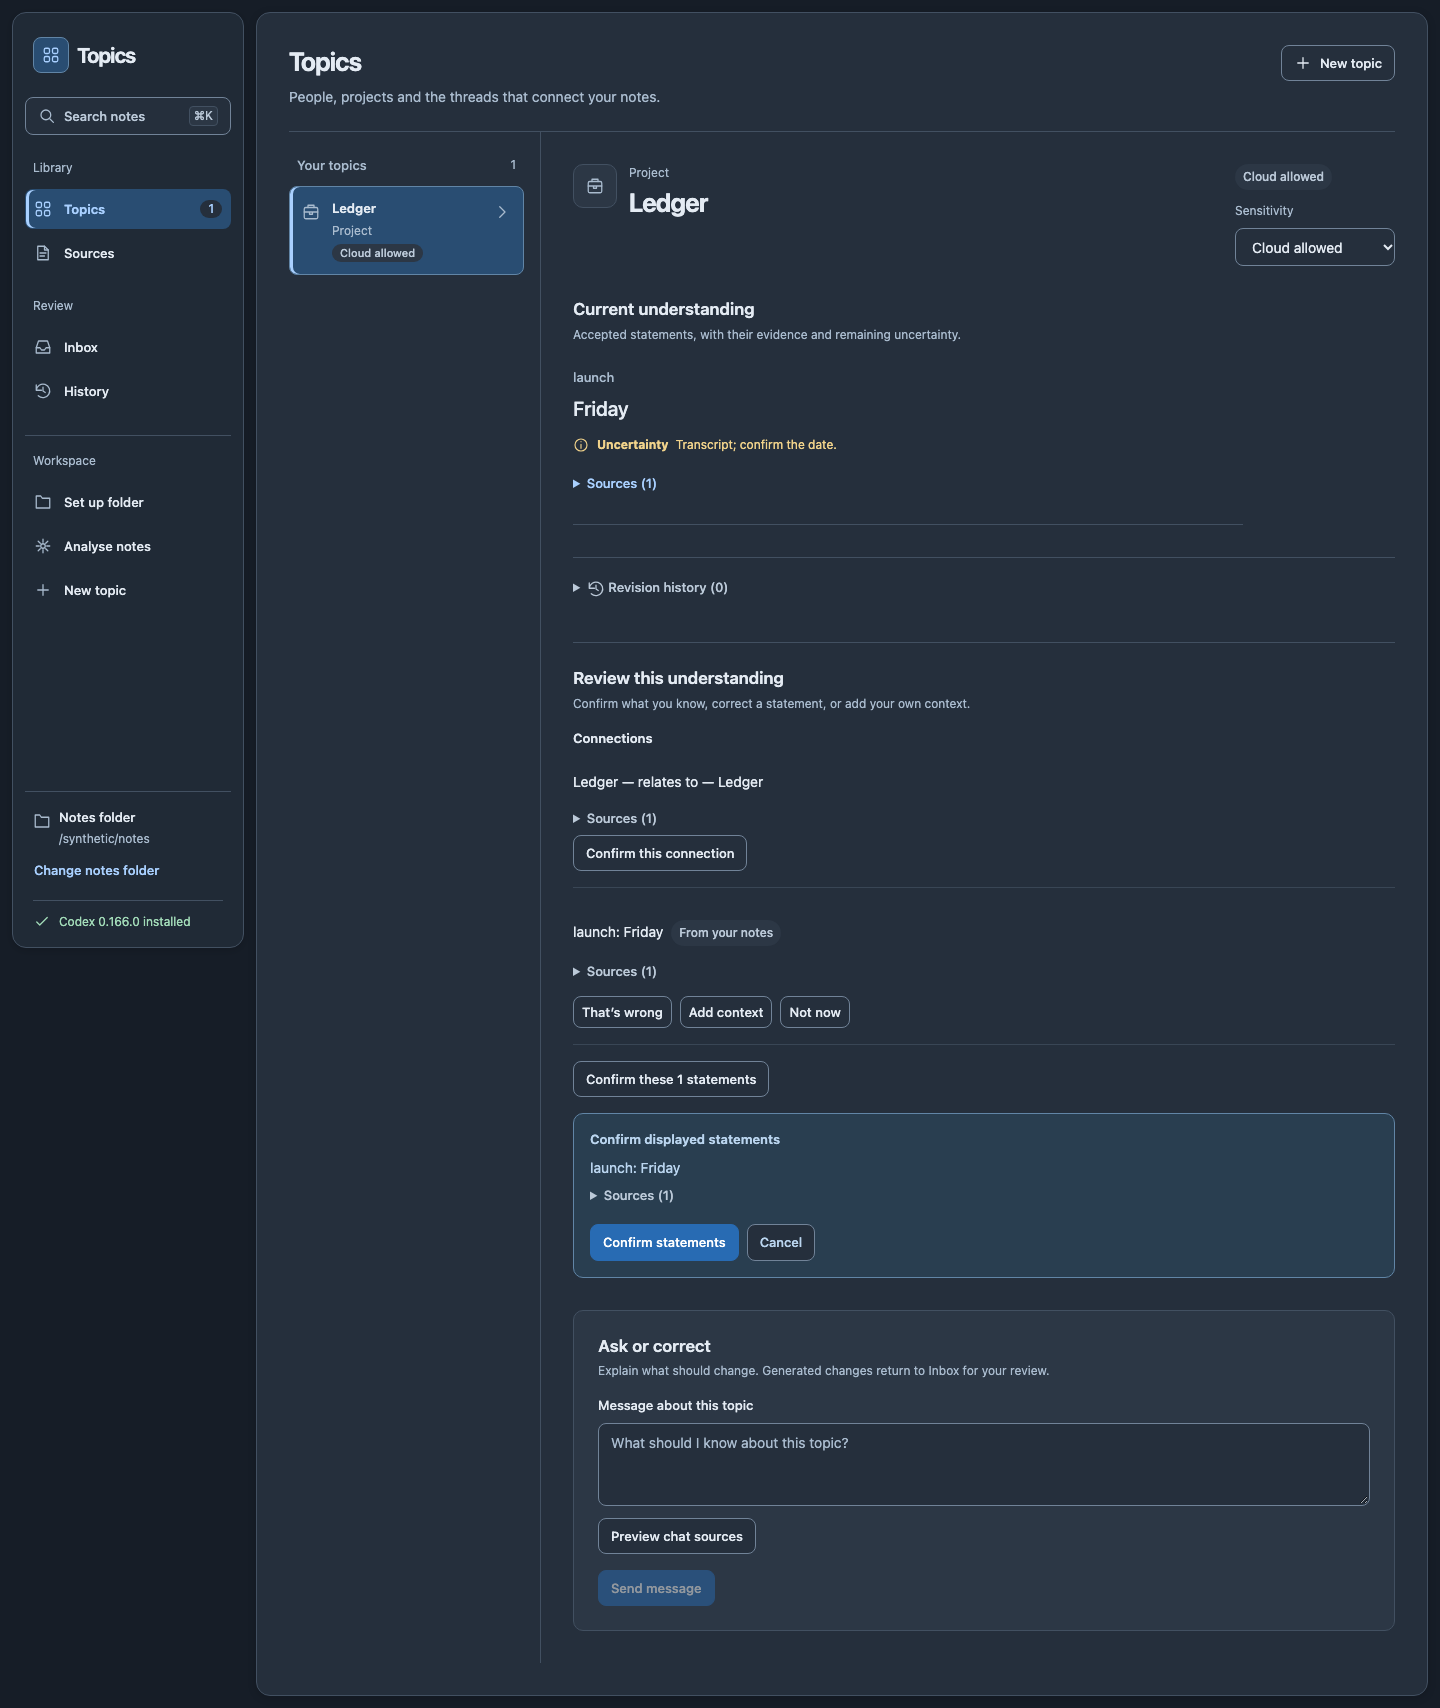 Topics
Search notes ⌘K
Library
Topics 1
Sources
Review
Inbox
History
Workspace
Set up folder
Analyse notes
New topic
Notes folder
/synthetic/notes
Change notes folder
Codex 0.166.0 installed
Topics
New topic
People, projects and the threads that connect your notes.
Your topics 1
Ledger
Project
Cloud allowed
Project
Ledger
Cloud allowed
Sensitivity
Cloud allowed
Current understanding
Accepted statements, with their evidence and remaining uncertainty.
launch
Friday
Uncertainty Transcript; confirm the date.
Sources (1)
Revision history (0)
Review this understanding
Confirm what you know, correct a statement, or add your own context.
Connections
Ledger — relates to — Ledger
Sources (1)
Confirm this connection
launch: Friday From your notes
Sources (1)
That's wrong Add context Not now
Confirm these 1 statements
Confirm displayed statements
launch: Friday
Sources (1)
Confirm statements Cancel
Ask or correct
Explain what should change. Generated changes return to Inbox for your review.
Message about this topic
What should I know about this topic?
Preview chat sources
Send message